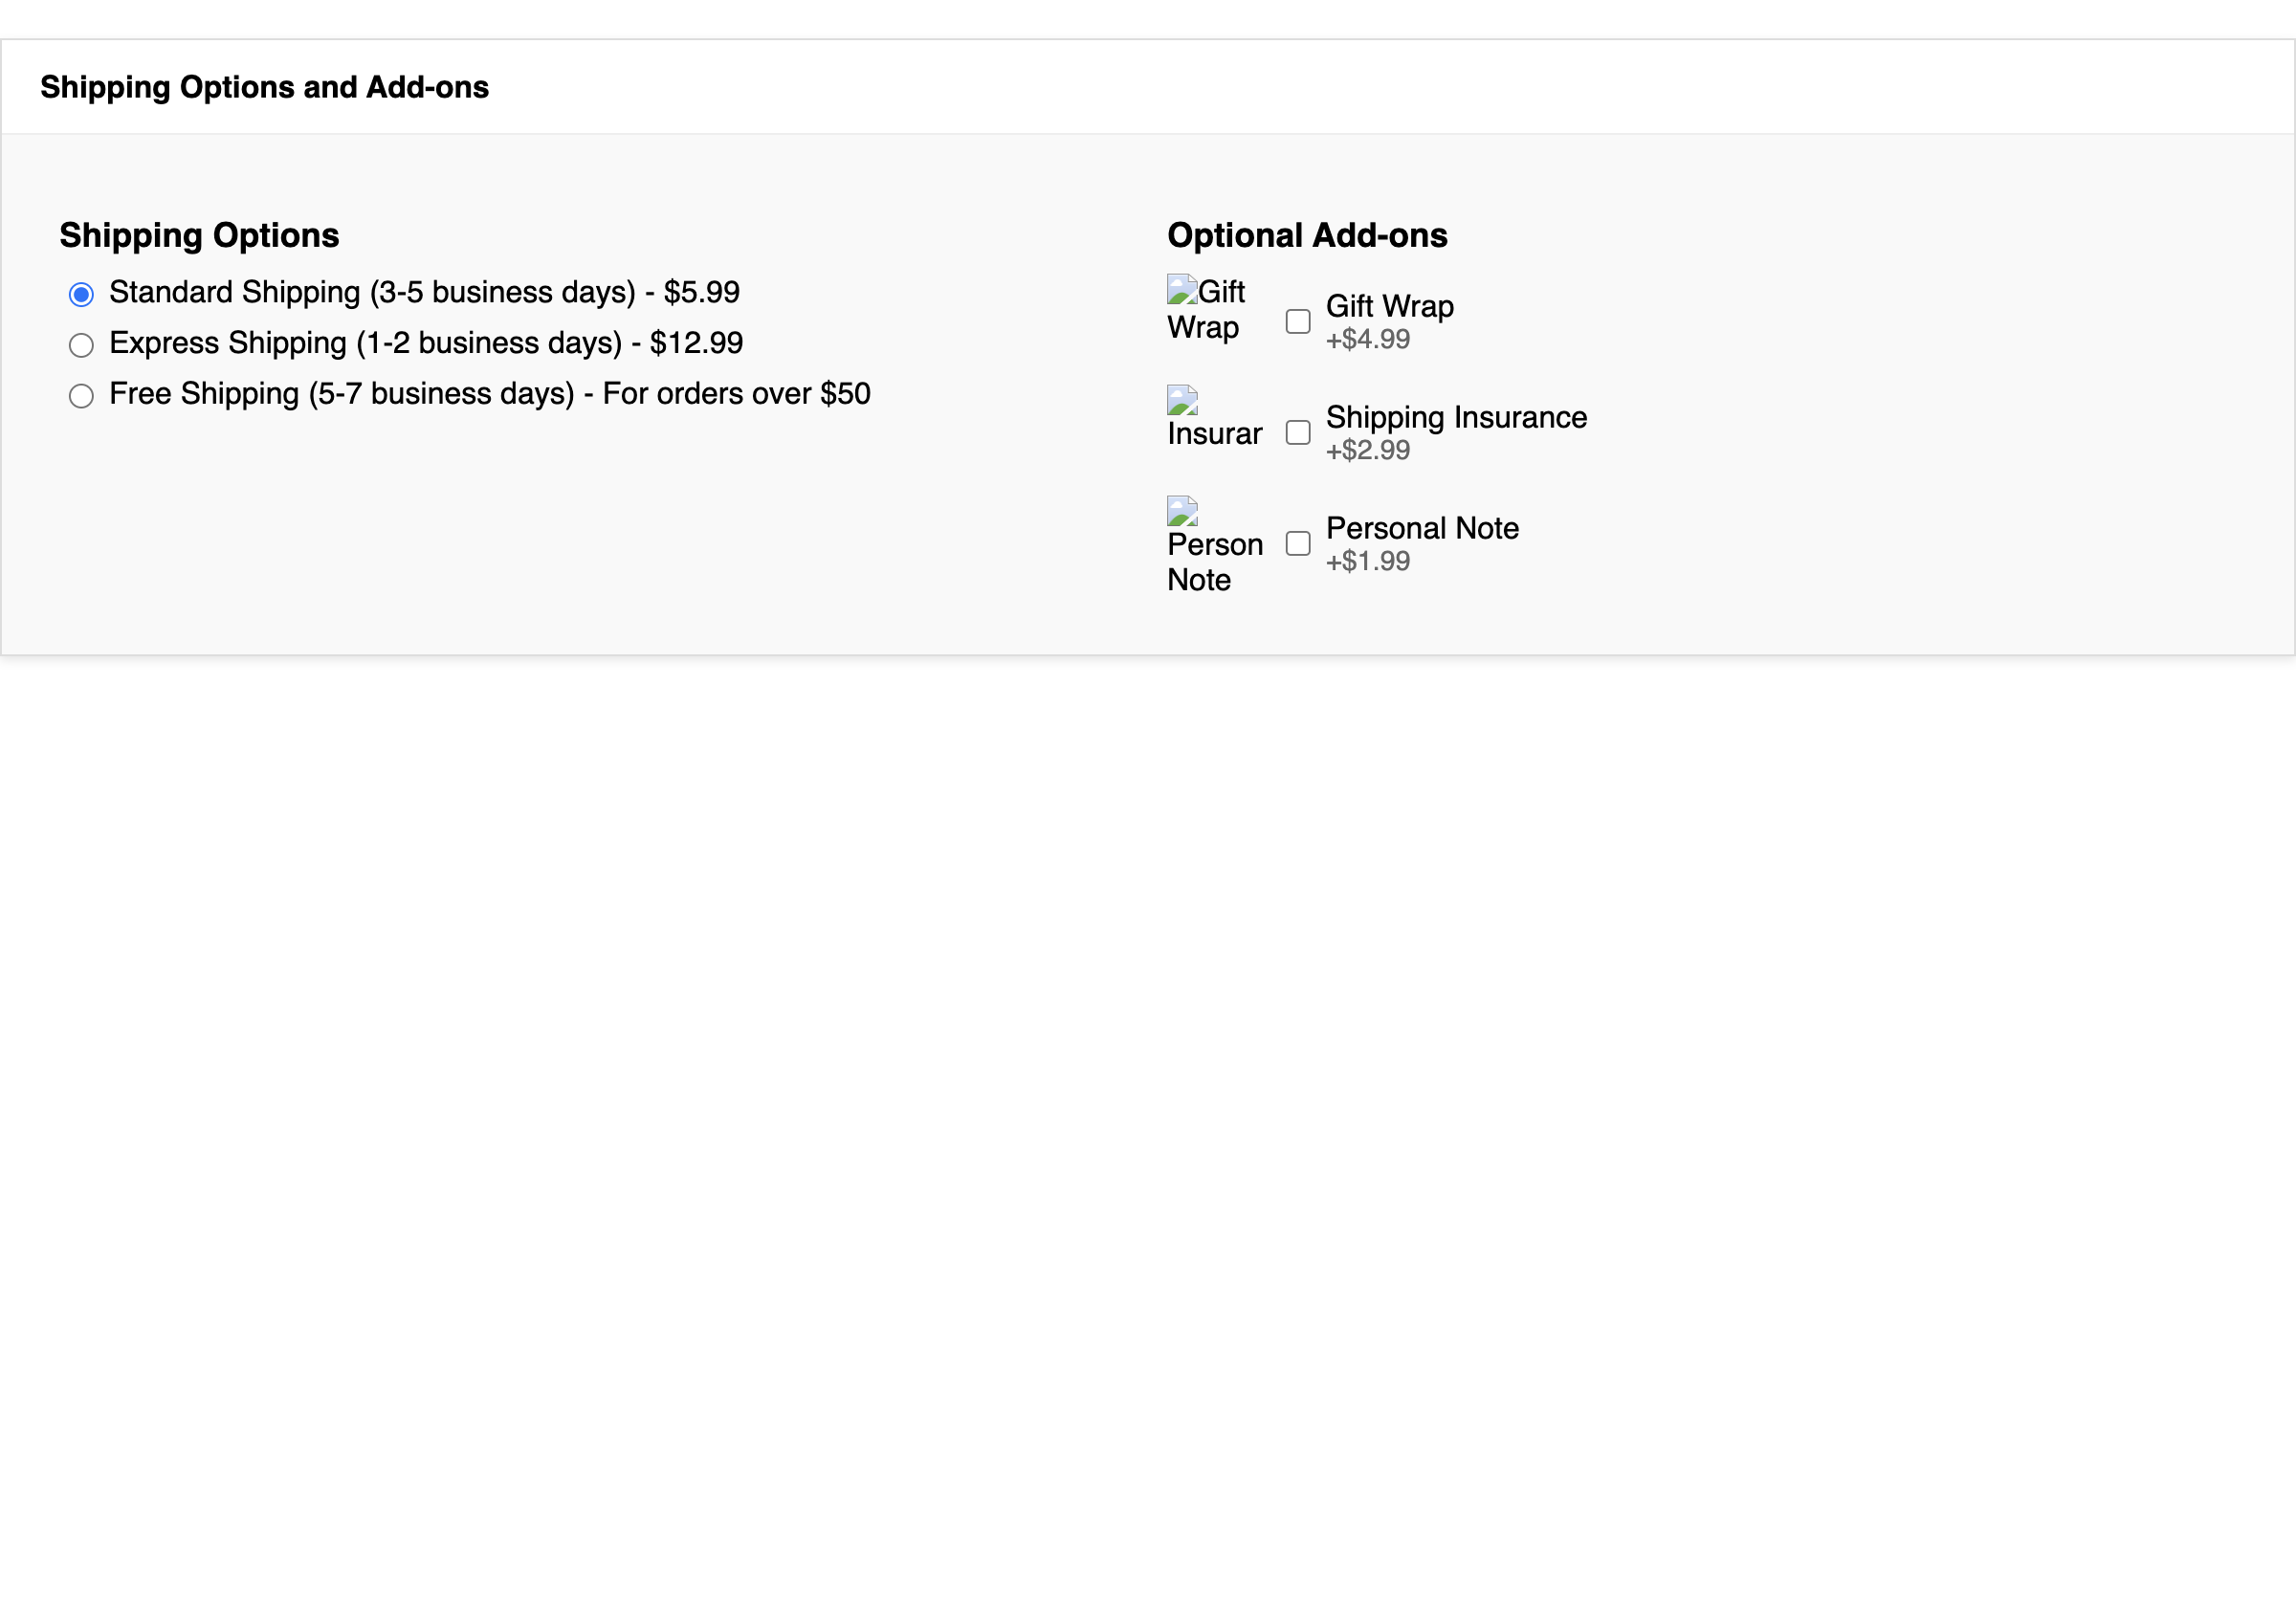 Shipping Options and Add-ons
Shipping Options
Standard Shipping (3-5 business days) - $5.99
Express Shipping (1-2 business days) - $12.99
Free Shipping (5-7 business days) - For orders over $50
Optional Add-ons
Gift
Wrap
Gift Wrap
+$4.99
Insurar
Shipping Insurance
+$2.99
Person
Note
Personal Note
+$1.99